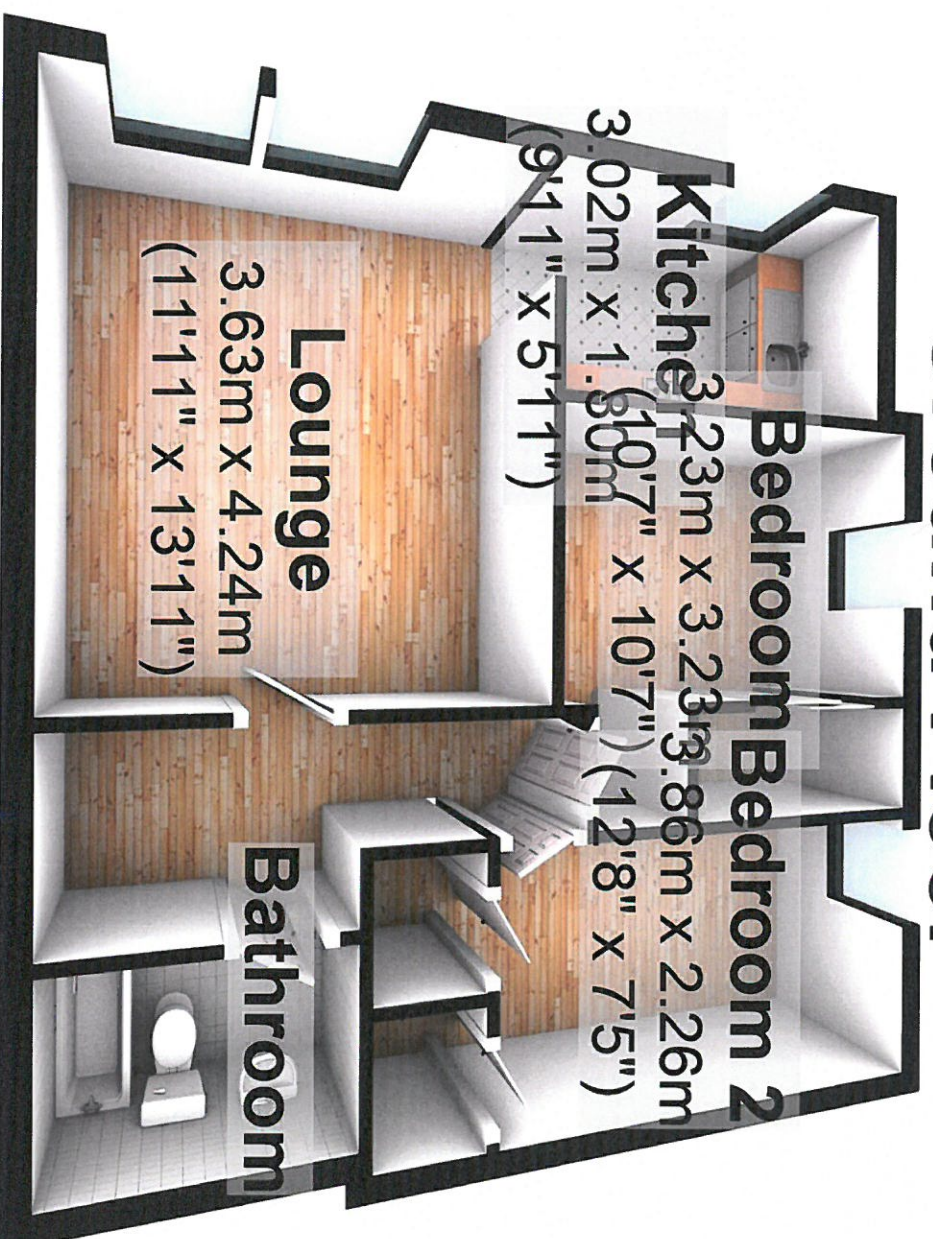 Kitchen
3.02m x 1.80m
(9'11" x 5'11")
Bedroom
3.23m x 3.23m
(10'7" x 10'7")
Bedroom 2
3.86m x 2.26m
(12'8" x 7'5")
Lounge
3.63m x 4.24m
(11'11" x 13'11")
Bathroom